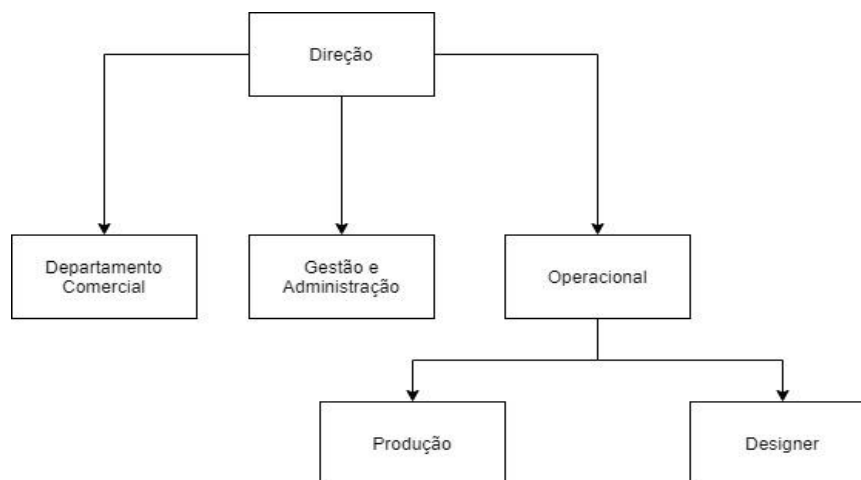 Direção
Departamento
Comercial
Gestão e
Administração
Operacional
Produção
Designer